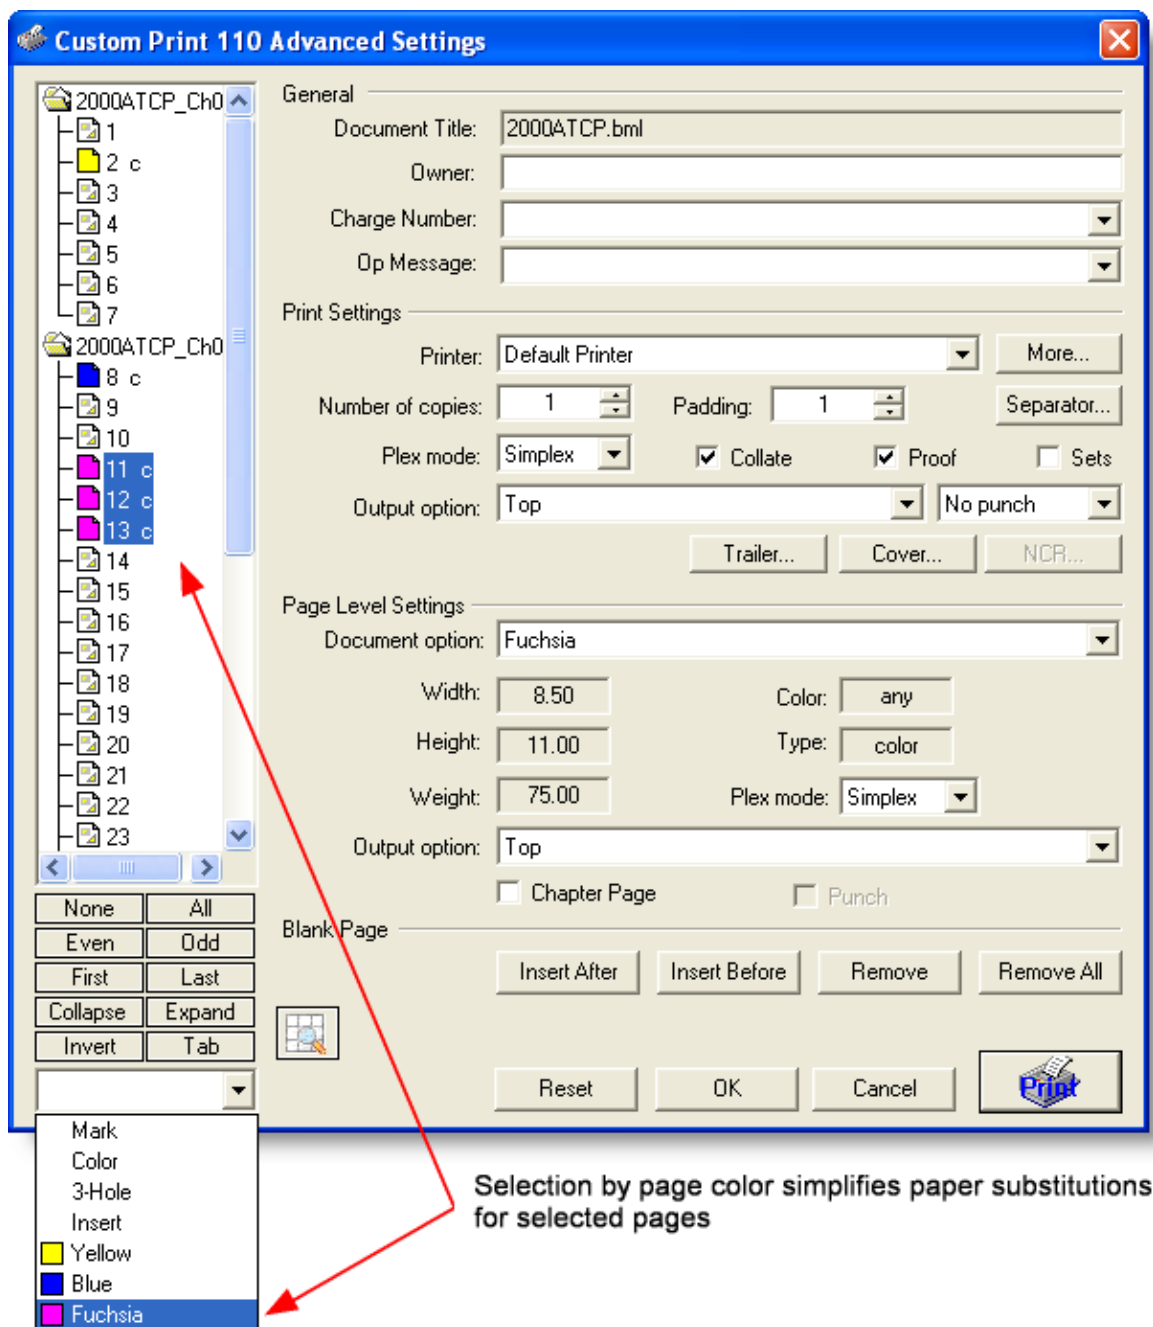 Custom Print 110 Advanced Settings
2000ATCP_Ch0
1
2 c
3
4
5
6
7
2000ATCP_Ch0
8 c
9
10
11 c
12 c
13 c
14
15
16
17
18
19
20
21
22
23
None All
Even Odd
First Last
Collapse Expand
Invert Tab
Mark
Color
3-Hole
Insert
Yellow
Blue
Fuchsia
General
Document Title: 2000ATCP.bml
Owner:
Charge Number:
Op Message:
Print Settings
Printer: Default Printer More...
Number of copies: 1 Padding: 1 Separator...
Plex mode: Simplex Collate Proof Sets
Output option: Top No punch
Trailer... Cover... NCR...
Page Level Settings
Document option: Fuchsia
Width: 8.50 Color: any
Height: 11.00 Type: color
Weight: 75.00 Plex mode: Simplex
Output option: Top
Chapter Page Punch
Blank Page
Insert After Insert Before Remove Remove All
Reset OK Cancel Print
Selection by page color simplifies paper substitutions
for selected pages